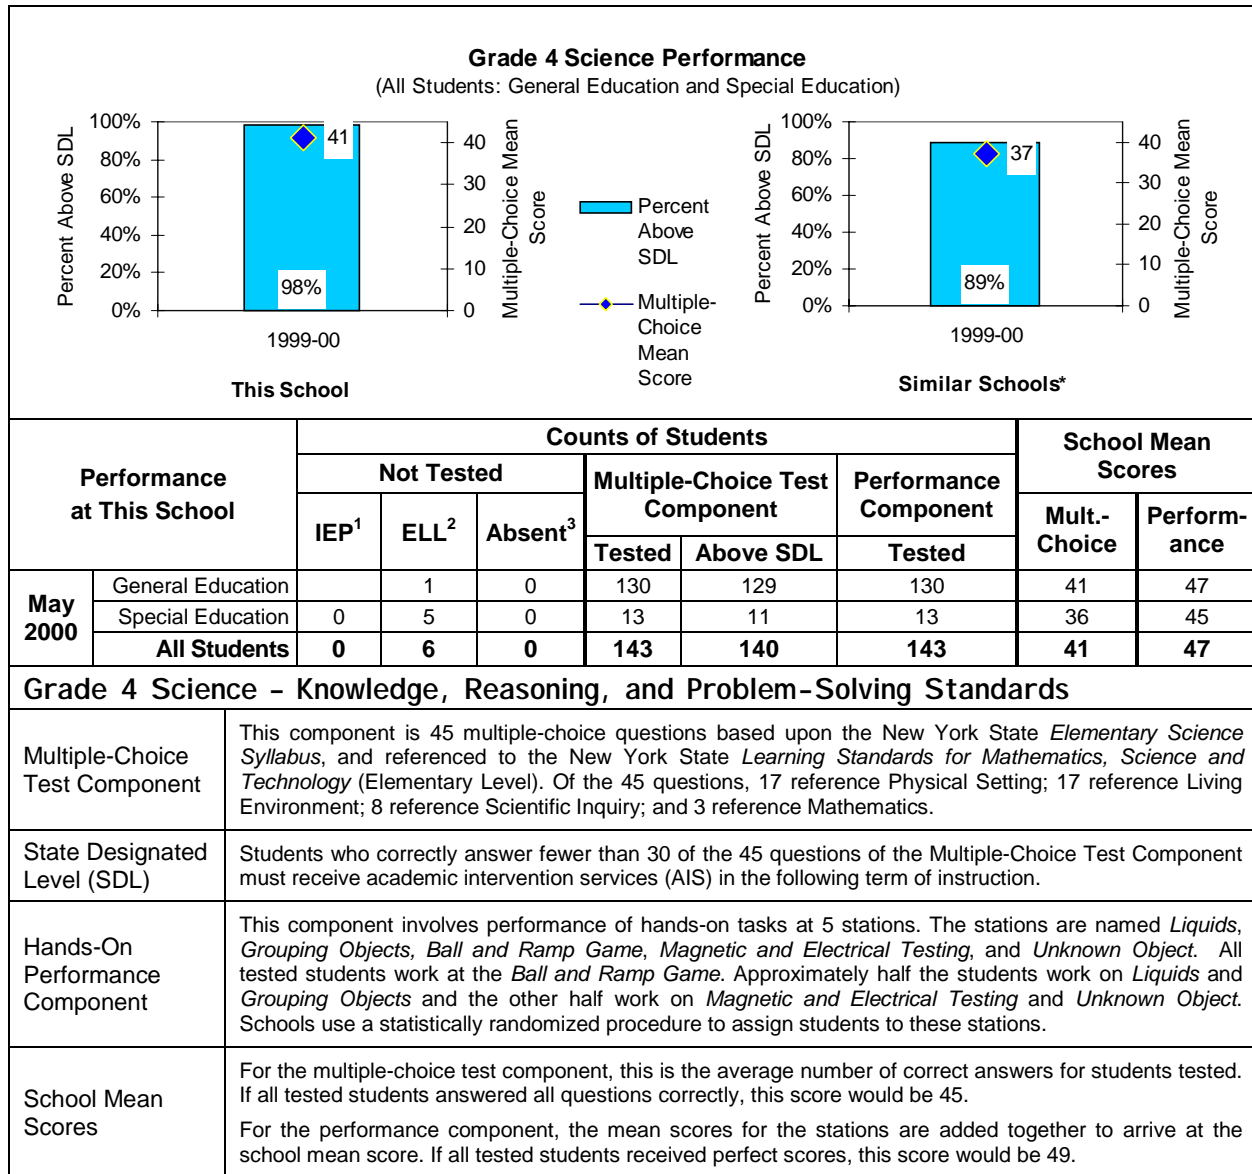 Grade 4 Science Performance
(All Students: General Education and Special Education)
Percent Above SDL
100%
80%
60%
40%
20%
0%
41
98%
40
30
20
10
0
Multiple-Choice Mean
Score
1999-00
This School
Percent
Above
SDL
Multiple-
Choice
Mean
Score
Percent Above SDL
100%
80%
60%
40%
20%
0%
37
89%
40
30
20
10
0
Multiple-Choice Mean
Score
1999-00
Similar Schools*
Performance
at This School
Counts of Students
School Mean
Scores
Not Tested
Multiple-Choice Test
Component
Performance
Component
IEP1 ELL2 Absent3
Tested Above SDL Tested
Mult.-
Choice
Perform-
ance
May
2000
General Education 1 0 130 129 130 41 47
Special Education 0 5 0 13 11 13 36 45
All Students 0 6 0 143 140 143 41 47
Grade 4 Science – Knowledge, Reasoning, and Problem-Solving Standards
Multiple-Choice
Test Component
This component is 45 multiple-choice questions based upon the New York State Elementary Science
Syllabus, and referenced to the New York State Learning Standards for Mathematics, Science and
Technology (Elementary Level). Of the 45 questions, 17 reference Physical Setting; 17 reference Living
Environment; 8 reference Scientific Inquiry; and 3 reference Mathematics.
State Designated
Level (SDL)
Students who correctly answer fewer than 30 of the 45 questions of the Multiple-Choice Test Component
must receive academic intervention services (AIS) in the following term of instruction.
Hands-On
Performance
Component
This component involves performance of hands-on tasks at 5 stations. The stations are named Liquids,
Grouping Objects, Ball and Ramp Game, Magnetic and Electrical Testing, and Unknown Object. All
tested students work at the Ball and Ramp Game. Approximately half the students work on Liquids and
Grouping Objects and the other half work on Magnetic and Electrical Testing and Unknown Object.
Schools use a statistically randomized procedure to assign students to these stations.
School Mean
Scores
For the multiple-choice test component, this is the average number of correct answers for students tested.
If all tested students answered all questions correctly, this score would be 45.
For the performance component, the mean scores for the stations are added together to arrive at the
school mean score. If all tested students received perfect scores, this score would be 49.